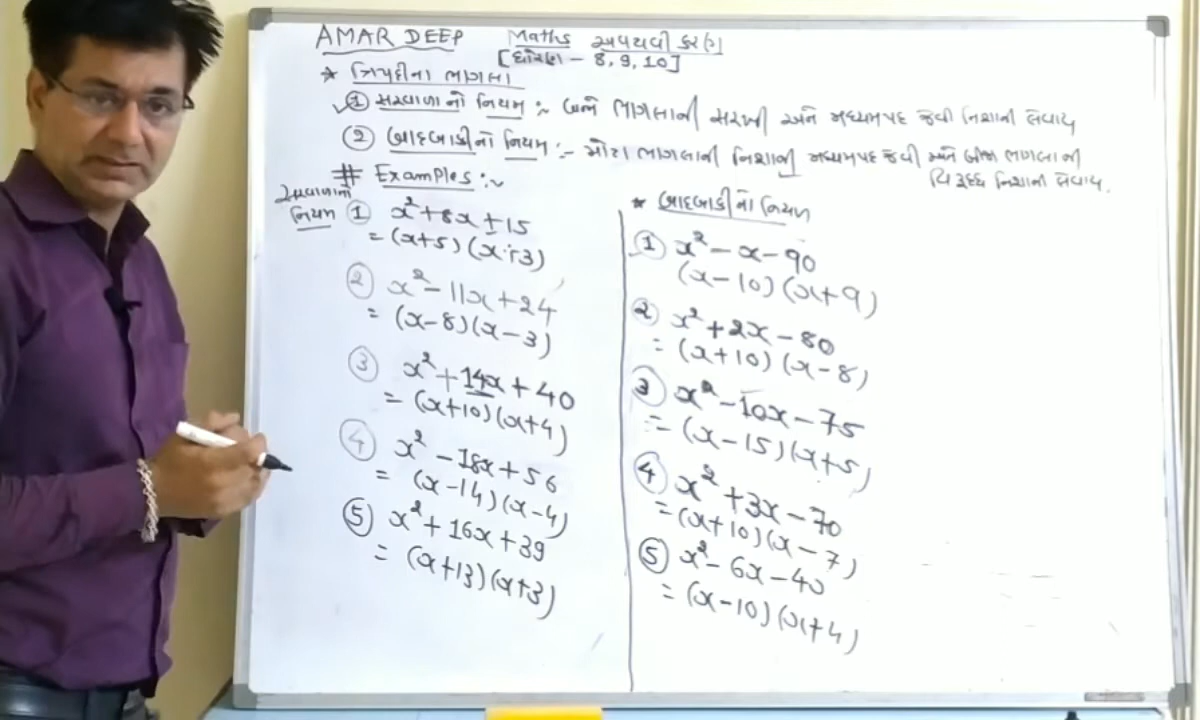 AMAR DEEP Maths અવયવી કરણ
[ધોરણ - 8, 9, 10]
* ત્રિપદીના ભાગલા
① સરવાળાનો નિયમ :- બન્ને ભાગલાની સરખી અને મધ્યમપદ જેવી નિશાની લેવાય
② બાદબાકીનો નિયમ :- મોટા ભાગલાની નિશાની મધ્યમપદ જેવી અને બીજા ભાગલાની
વિરૂદ્ધ નિશાની લેવાય.
# Examples :-
સરવાળાનો
નિયમ
① x² + 8x + 15
= (x+5) (x+3)
② x² - 11x + 24
= (x-8) (x-3)
③ x² + 14x + 40
= (x+10) (x+4)
④ x² - 18x + 56
= (x-14) (x-4)
⑤ x² + 16x + 39
= (x+13) (x+3)
* બાદબાકીનો નિયમ
① x² - x - 90
(x-10) (x+9)
② x² + 2x - 80
= (x+10) (x-8)
③ x² - 10x - 75
= (x-15) (x+5)
④ x² + 3x - 70
= (x+10) (x-7)
⑤ x² - 6x - 40
= (x-10) (x+4)